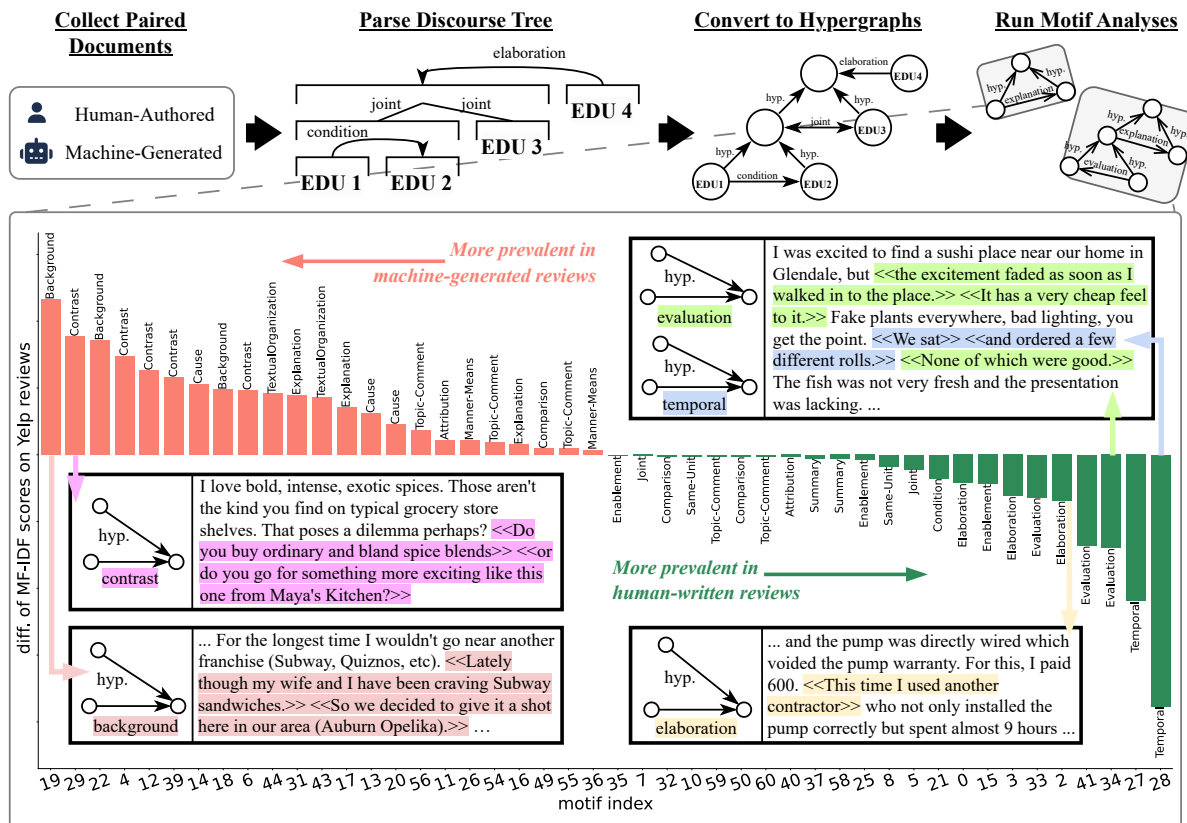 Collect Paired
Documents
Parse Discourse Tree
Convert to Hypergraphs
Run Motif Analyses
Human-Authored
Machine-Generated
elaboration
joint
joint
EDU 4
condition
EDU 3
EDU 1
EDU 2
elaboration
EDU4
hyp.
hyp.
joint
EDU3
hyp.
hyp.
EDU1
condition
EDU2
hyp.
hyp.
explanation
hyp.
hyp.
explanation
hyp.
hyp.
evaluation
diff. of MF-IDF scores on Yelp reviews
More prevalent in
machine-generated reviews
Background
Contrast
Background
Contrast
Contrast
Contrast
Cause
Background
Contrast
TextualOrganization
Explanation
TextualOrganization
Explanation
Cause
Cause
Topic-Comment
Attribution
Manner-Means
Topic-Comment
Explanation
Comparison
Topic-Comment
Manner-Means
Enablement
Joint
Comparison
Same-Unit
Topic-Comment
Comparison
Topic-Comment
Attribution
Summary
Summary
Enablement
Same-Unit
Joint
Condition
Elaboration
Enablement
Elaboration
Evaluation
Elaboration
Evaluation
Evaluation
Temporal
Temporal
hyp.
evaluation
hyp.
temporal
I was excited to find a sushi place near our home in
Glendale, but <<the excitement faded as soon as I
walked in to the place.>> <<It has a very cheap feel
to it.>> Fake plants everywhere, bad lighting, you
get the point. <<We sat>> <<and ordered a few
different rolls.>> <<None of which were good.>>
The fish was not very fresh and the presentation
was lacking. ...
hyp.
contrast
I love bold, intense, exotic spices. Those aren't
the kind you find on typical grocery store
shelves. That poses a dilemma perhaps? <<Do
you buy ordinary and bland spice blends>> <<or
do you go for something more exciting like this
one from Maya's Kitchen?>>
More prevalent in
human-written reviews
hyp.
background
... For the longest time I wouldn't go near another
franchise (Subway, Quiznos, etc). <<Lately
though my wife and I have been craving Subway
sandwiches.>> <<So we decided to give it a shot
here in our area (Auburn Opelika).>> …
hyp.
elaboration
... and the pump was directly wired which
voided the pump warranty. For this, I paid
600. <<This time I used another
contractor>> who not only installed the
pump correctly but spent almost 9 hours ...
19 29 22 4 12 39 14 18 6 44 31 43 17 13 20 56 11 26 54 16 49 55 36 35 7 32 10 59 50 60 40 37 58 8 5 21 0 15 3 33 2 41 34 27 28
motif index